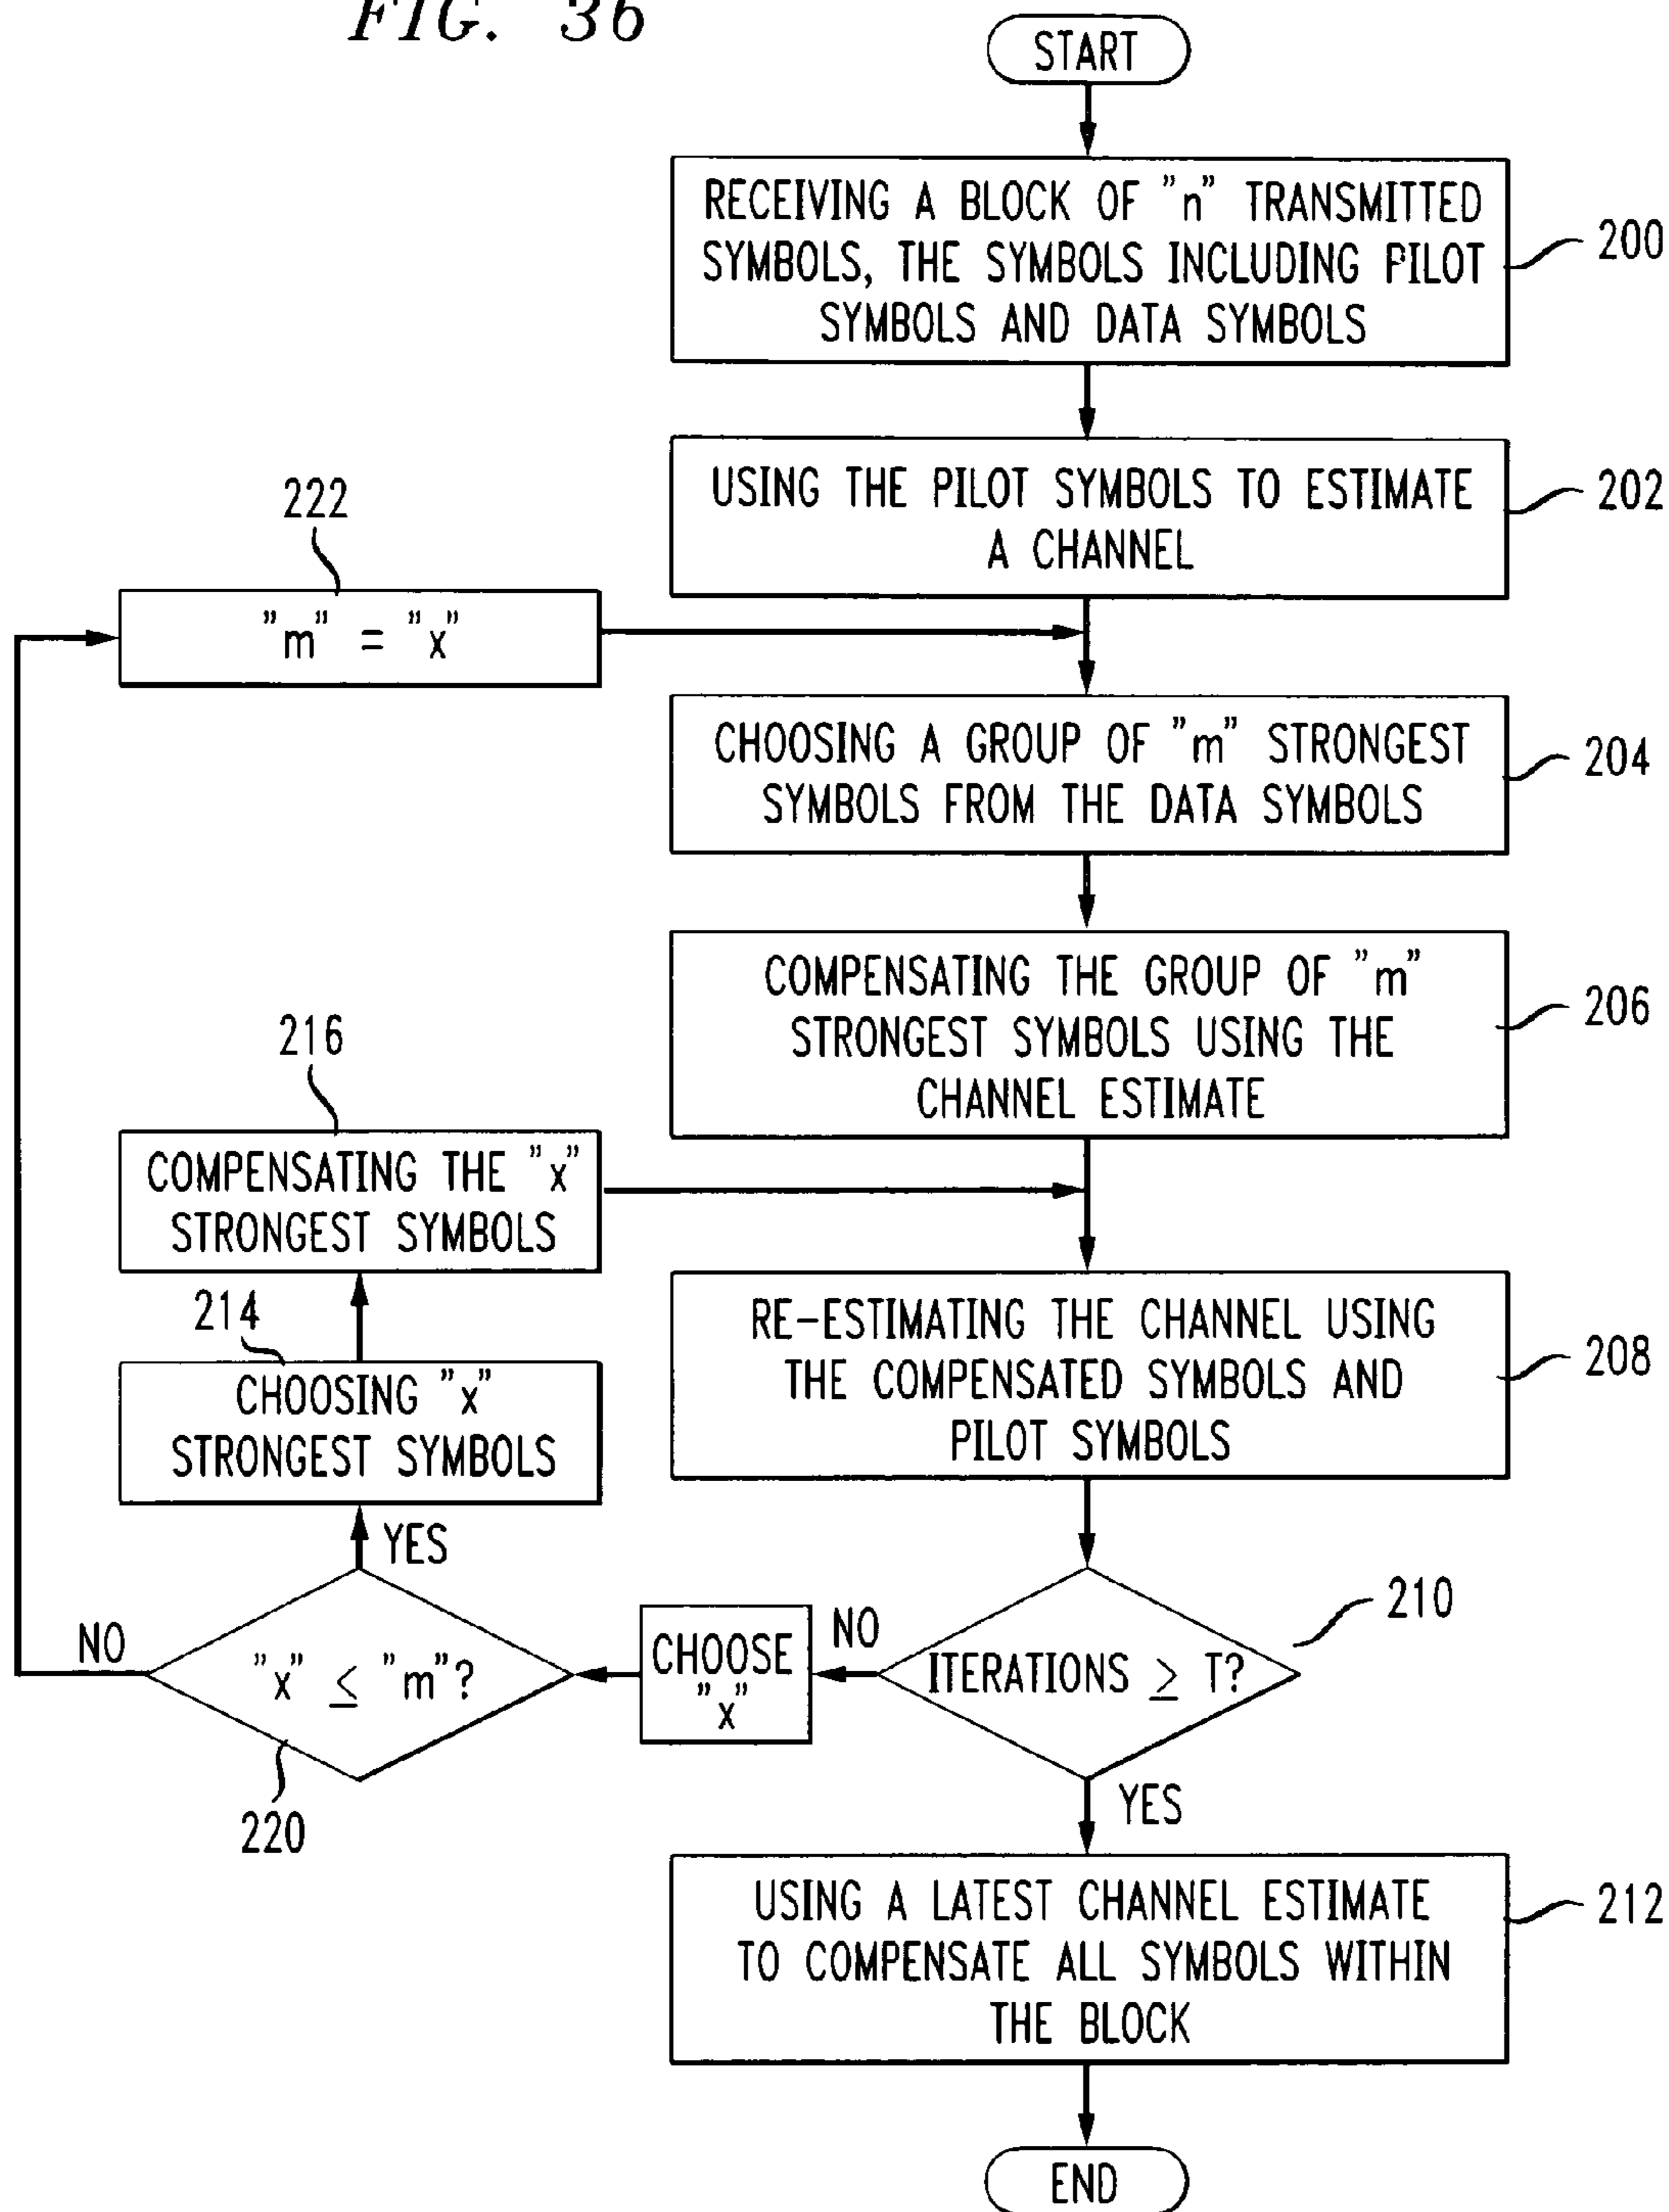 FIG. 36
START
RECEIVING A BLOCK OF "n" TRANSMITTED
SYMBOLS, THE SYMBOLS INCLUDING PILOT
SYMBOLS AND DATA SYMBOLS
200
USING THE PILOT SYMBOLS TO ESTIMATE
A CHANNEL
202
222
"m" = "x"
CHOOSING A GROUP OF "m" STRONGEST
SYMBOLS FROM THE DATA SYMBOLS
204
COMPENSATING THE GROUP OF "m"
STRONGEST SYMBOLS USING THE
CHANNEL ESTIMATE
206
216
COMPENSATING THE "x"
STRONGEST SYMBOLS
214
CHOOSING "x"
STRONGEST SYMBOLS
RE-ESTIMATING THE CHANNEL USING
THE COMPENSATED SYMBOLS AND
PILOT SYMBOLS
208
YES
NO
"x" ≤ "m"?
220
CHOOSE
"x"
NO
ITERATIONS ≥ T?
210
YES
USING A LATEST CHANNEL ESTIMATE
TO COMPENSATE ALL SYMBOLS WITHIN
THE BLOCK
212
END